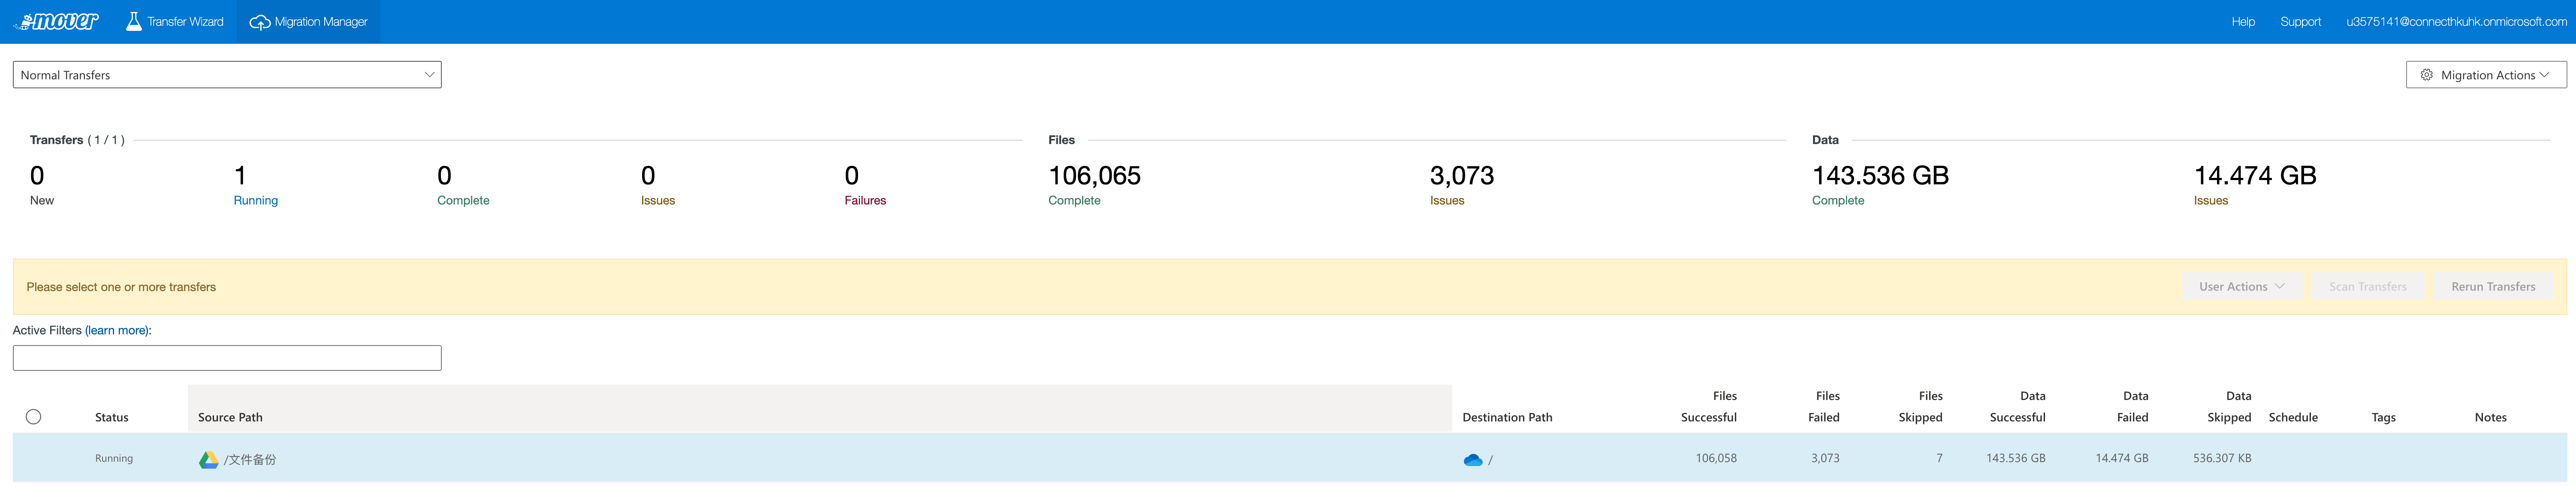 mover Transfer Wizard Migration Manager Help Support u3575141@connecthkuhk.onmicrosoft.com
Normal Transfers Migration Actions
Transfers ( 1 / 1 ) Files Data
0 1 0 0 0 106,065 3,073 143.536 GB 14.474 GB
New Running Complete Issues Failures Complete Issues Complete Issues
Please select one or more transfers User Actions Scan Transfers Rerun Transfers
Active Filters (learn more):
Files Files Files Data Data Data
Status Source Path Destination Path Successful Failed Skipped Successful Failed Skipped Schedule Tags Notes
Running /文件备份 / 106,058 3,073 7 143.536 GB 14.474 GB 536.307 KB